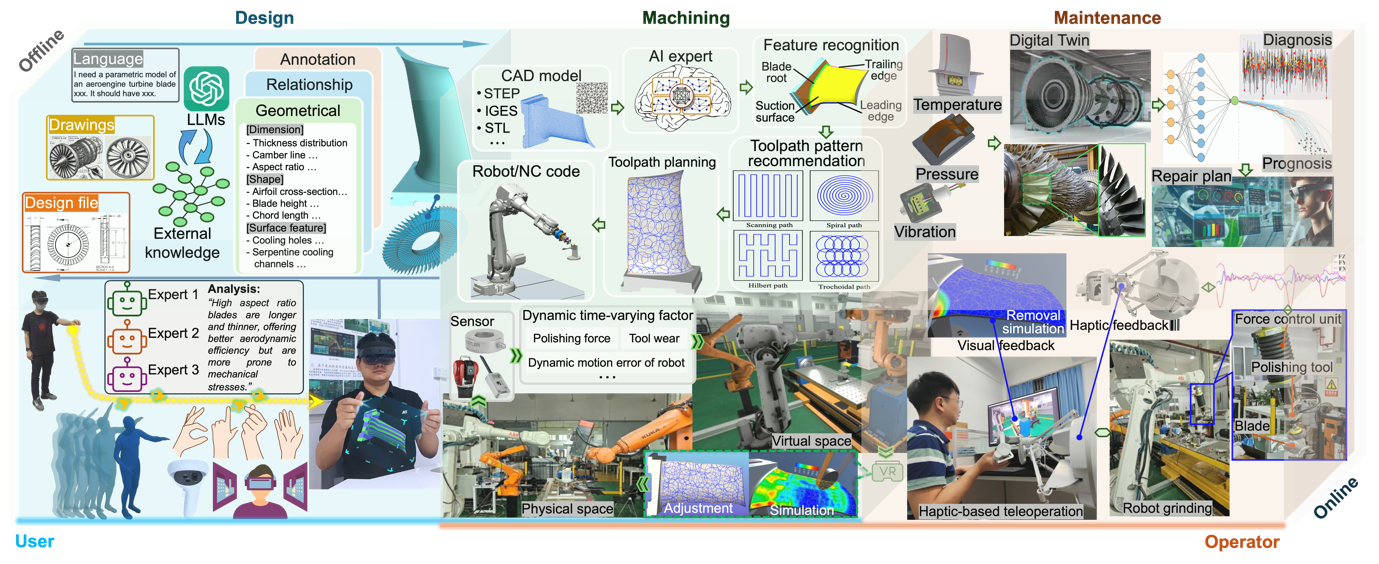 Design
Machining
Maintenance
Offline
Language
I need a parametric model of
an aeroengine turbine blade
xxx. It should have xxx.
LLMs
Drawings
Design file
External
knowledge
Annotation
Relationship
Geometrical
[Dimension]
- Thickness distribution
- Camber line …
- Aspect ratio …
[Shape]
- Airfoil cross-section…
- Blade height …
- Chord length …
[Surface feature]
- Cooling holes …
- Serpentine cooling
channels …
Expert 1
Expert 2
Expert 3
Analysis:
“High aspect ratio
blades are longer
and thinner, offering
better aerodynamic
efficiency but are
more prone to
mechanical
stresses.”
CAD model
• STEP
• IGES
• STL
…
AI expert
Feature recognition
Blade
root
Trailing
edge
Suction
surface
Leading
edge
Toolpath pattern
recommendation
Scanning path
Spiral path
Hilbert path
Trochoidal path
Toolpath planning
Robot/NC code
Sensor
Dynamic time-varying factor
Polishing force
Tool wear
Dynamic motion error of robot
…
Virtual space
Physical space
KUKA
Adjustment
Simulation
VR
Temperature
Pressure
Vibration
Digital Twin
Diagnosis
Prognosis
Repair plan
Removal
simulation
Visual feedback
Haptic feedback
Force control unit
Polishing tool
Blade
Haptic-based teleoperation
Robot grinding
Online
User
Operator